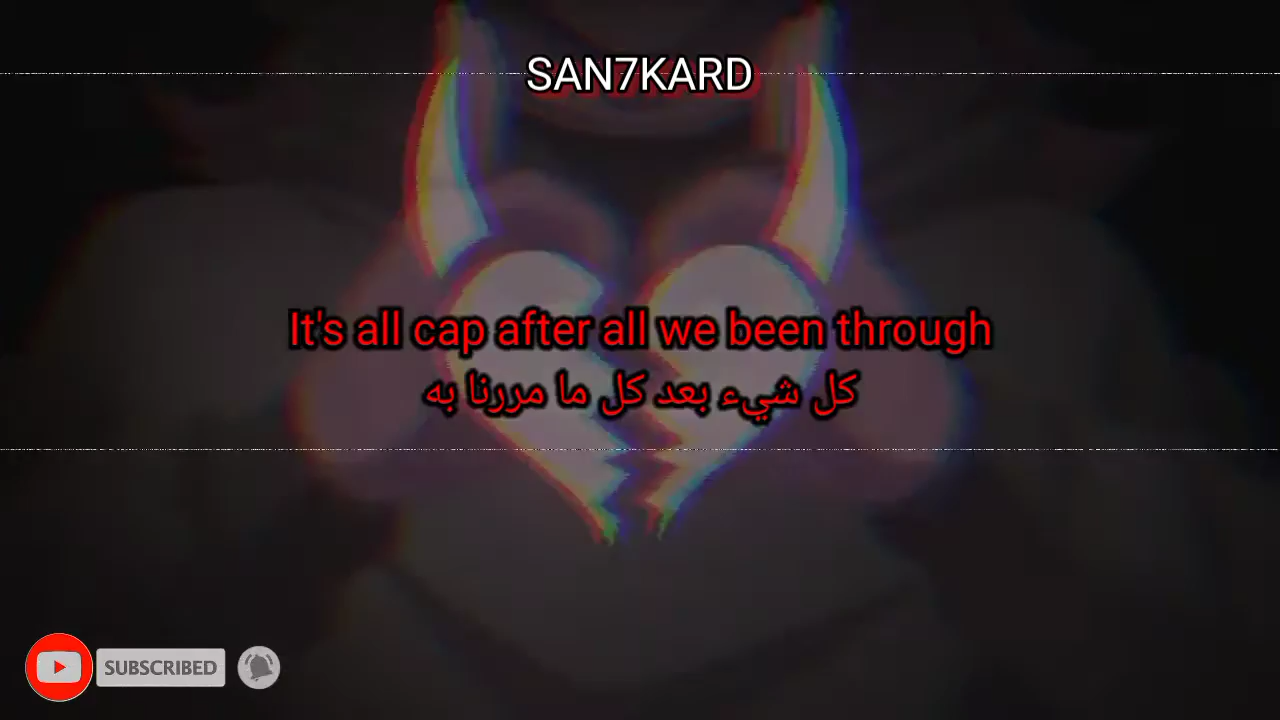 SAN7KARD
It's all cap after all we been through
كل شيء بعد كل ما مررنا به
SUBSCRIBED